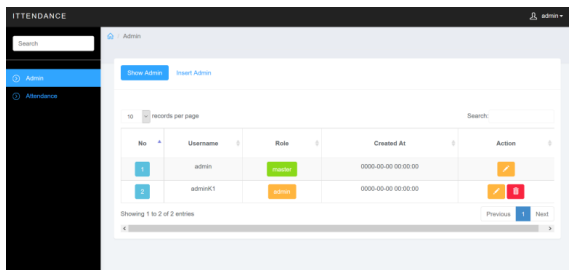 ITTENDANCE
admin
Search
Admin
Admin
Attendance
Show Admin Insert Admin
10 records per page Search:
No Username Role Created At Action
1 admin master 0000-00-00 00:00:00
2 adminK1 admin 0000-00-00 00:00:00
Showing 1 to 2 of 2 entries Previous 1 Next